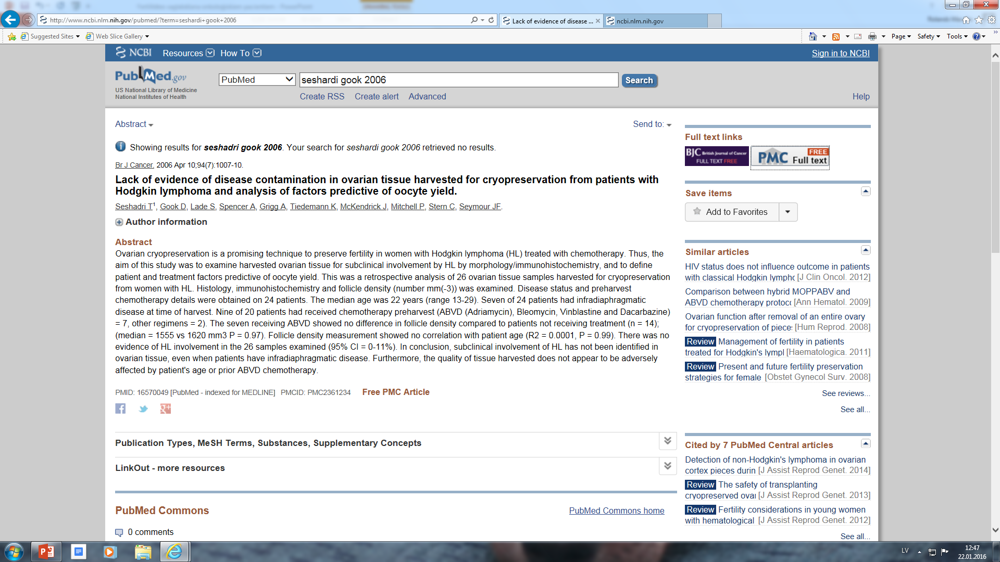 http://www.ncbi.nlm.nih.gov/pubmed/?term=seshardi+gook+2006
Lack of evidence of disease ...
ncbi.nlm.nih.gov
Suggested Sites
Web Slice Gallery
Page
Safety
Tools
NCBI Resources How To
Sign in to NCBI
PubMed.gov
US National Library of Medicine
National Institutes of Health
PubMed
seshardi gook 2006
Search
Create RSS Create alert Advanced
Help
Abstract
Send to:
Showing results for seshadri gook 2006. Your search for seshardi gook 2006 retrieved no results.
Br J Cancer. 2006 Apr 10;94(7):1007-10.
Lack of evidence of disease contamination in ovarian tissue harvested for cryopreservation from patients with
Hodgkin lymphoma and analysis of factors predictive of oocyte yield.
Seshadri T1, Gook D, Lade S, Spencer A, Grigg A, Tiedemann K, McKendrick J, Mitchell P, Stern C, Seymour JF.
Author information
Abstract
Ovarian cryopreservation is a promising technique to preserve fertility in women with Hodgkin lymphoma (HL) treated with chemotherapy. Thus, the
aim of this study was to examine harvested ovarian tissue for subclinical involvement by HL by morphology/immunohistochemistry, and to define
patient and treatment factors predictive of oocyte yield. This was a retrospective analysis of 26 ovarian tissue samples harvested for cryopreservation
from women with HL. Histology, immunohistochemistry and follicle density (number mm(-3)) was examined. Disease status and preharvest
chemotherapy details were obtained on 24 patients. The median age was 22 years (range 13-29). Seven of 24 patients had infradiaphragmatic
disease at time of harvest. Nine of 20 patients had received chemotherapy preharvest (ABVD (Adriamycin), Bleomycin, Vinblastine and Dacarbazine)
= 7, other regimens = 2). The seven receiving ABVD showed no difference in follicle density compared to patients not receiving treatment (n = 14);
(median = 1555 vs 1620 mm3 P = 0.97). Follicle density measurement showed no correlation with patient age (R2 = 0.0001, P = 0.99). There was no
evidence of HL involvement in the 26 samples examined (95% CI = 0-11%). In conclusion, subclinical involvement of HL has not been identified in
ovarian tissue, even when patients have infradiaphragmatic disease. Furthermore, the quality of tissue harvested does not appear to be adversely
affected by patient's age or prior ABVD chemotherapy.
PMID: 16570049 [PubMed - indexed for MEDLINE] PMCID: PMC2361234 Free PMC Article
Publication Types, MeSH Terms, Substances, Supplementary Concepts
LinkOut - more resources
PubMed Commons
PubMed Commons home
0 comments
Full text links
BJC British Journal of Cancer
FULL TEXT FREE
PMC FREE
Full text
Save items
Add to Favorites
Similar articles
HIV status does not influence outcome in patients
with classical Hodgkin lympho [J Clin Oncol. 2012]
Comparison between hybrid MOPPABV and
ABVD chemotherapy protoc [Ann Hematol. 2009]
Ovarian function after removal of an entire ovary
for cryopreservation of piece [Hum Reprod. 2008]
Review Management of fertility in patients
treated for Hodgkin's lympl [Haematologica. 2011]
Review Present and future fertility preservation
strategies for female [Obstet Gynecol Surv. 2008]
See reviews...
See all...
Cited by 7 PubMed Central articles
Detection of non-Hodgkin's lymphoma in ovarian
cortex pieces durin [J Assist Reprod Genet. 2014]
Review The safety of transplanting
cryopreserved ova [J Assist Reprod Genet. 2013]
Review Fertility considerations in young women
with hematological [J Assist Reprod Genet. 2012]
See all...
LV
12:47
22.01.2016